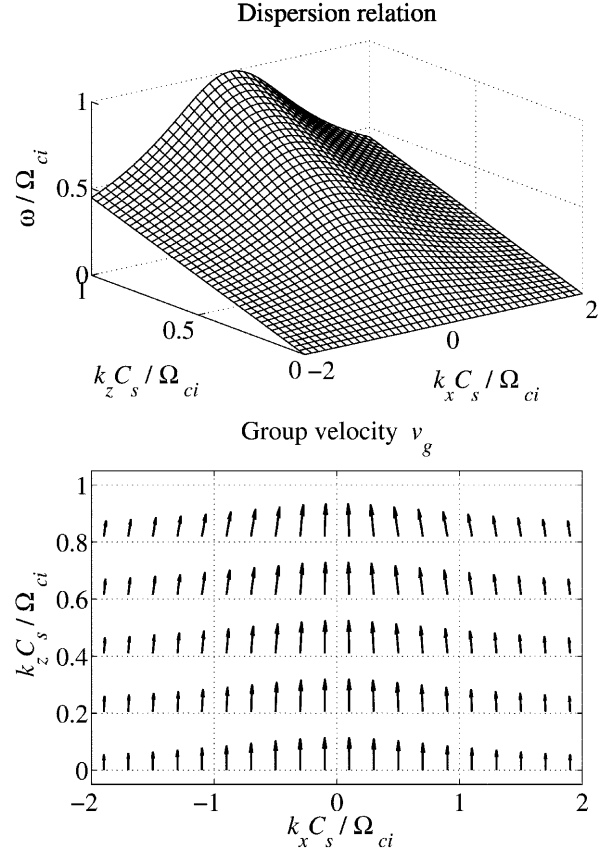 Dispersion relation
1
0.5
0
ω / Ω_ci
1
0.5
0
k_z C_s / Ω_ci
−2
0
2
k_x C_s / Ω_ci
Group velocity v_g
1
0.8
0.6
0.4
0.2
0
k_z C_s / Ω_ci
−2 −1 0 1 2
k_x C_s / Ω_ci